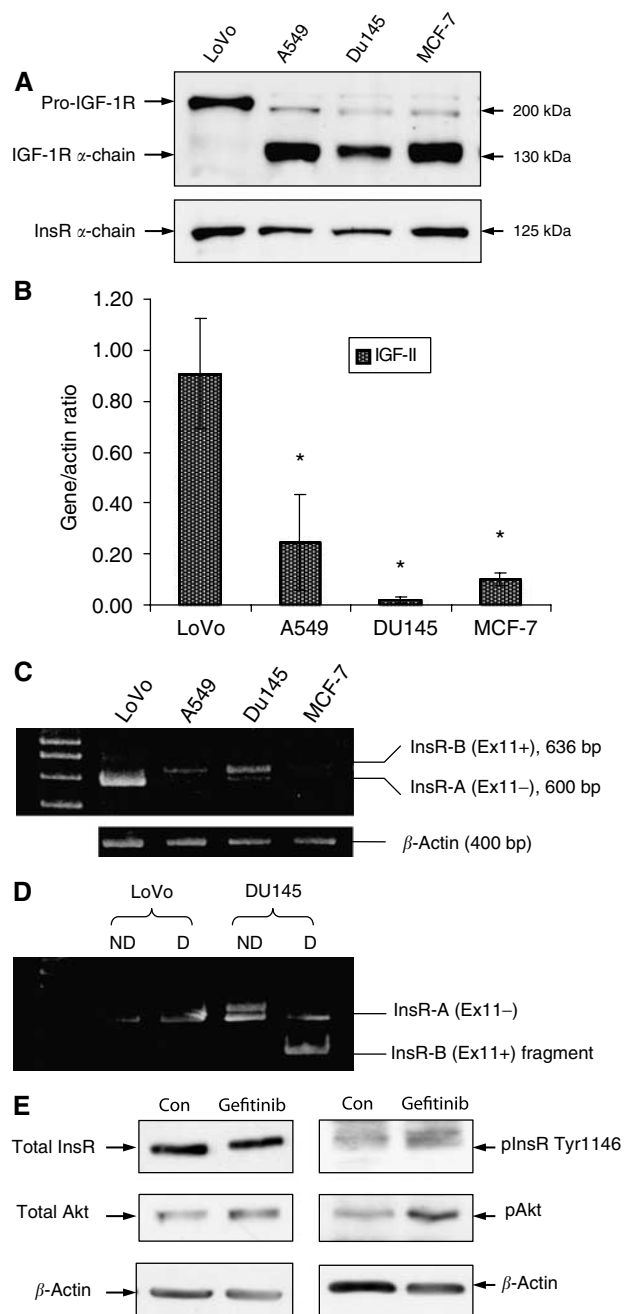 A
LoVo A549 Du145 MCF-7
Pro-IGF-1R
200 kDa
IGF-1R α-chain
130 kDa
InsR α-chain
125 kDa
B
1.20
1.00
0.80
0.60
0.40
0.20
0.00
Gene/actin ratio
IGF-II
* * *
LoVo A549 DU145 MCF-7
C
LoVo A549 Du145 MCF-7
InsR-B (Ex11+), 636 bp
InsR-A (Ex11–), 600 bp
β-Actin (400 bp)
D
LoVo DU145
ND D ND D
InsR-A (Ex11–)
InsR-B (Ex11+) fragment
E
Con Gefitinib Con Gefitinib
Total InsR
pInsR Tyr1146
Total Akt
pAkt
β-Actin
β-Actin